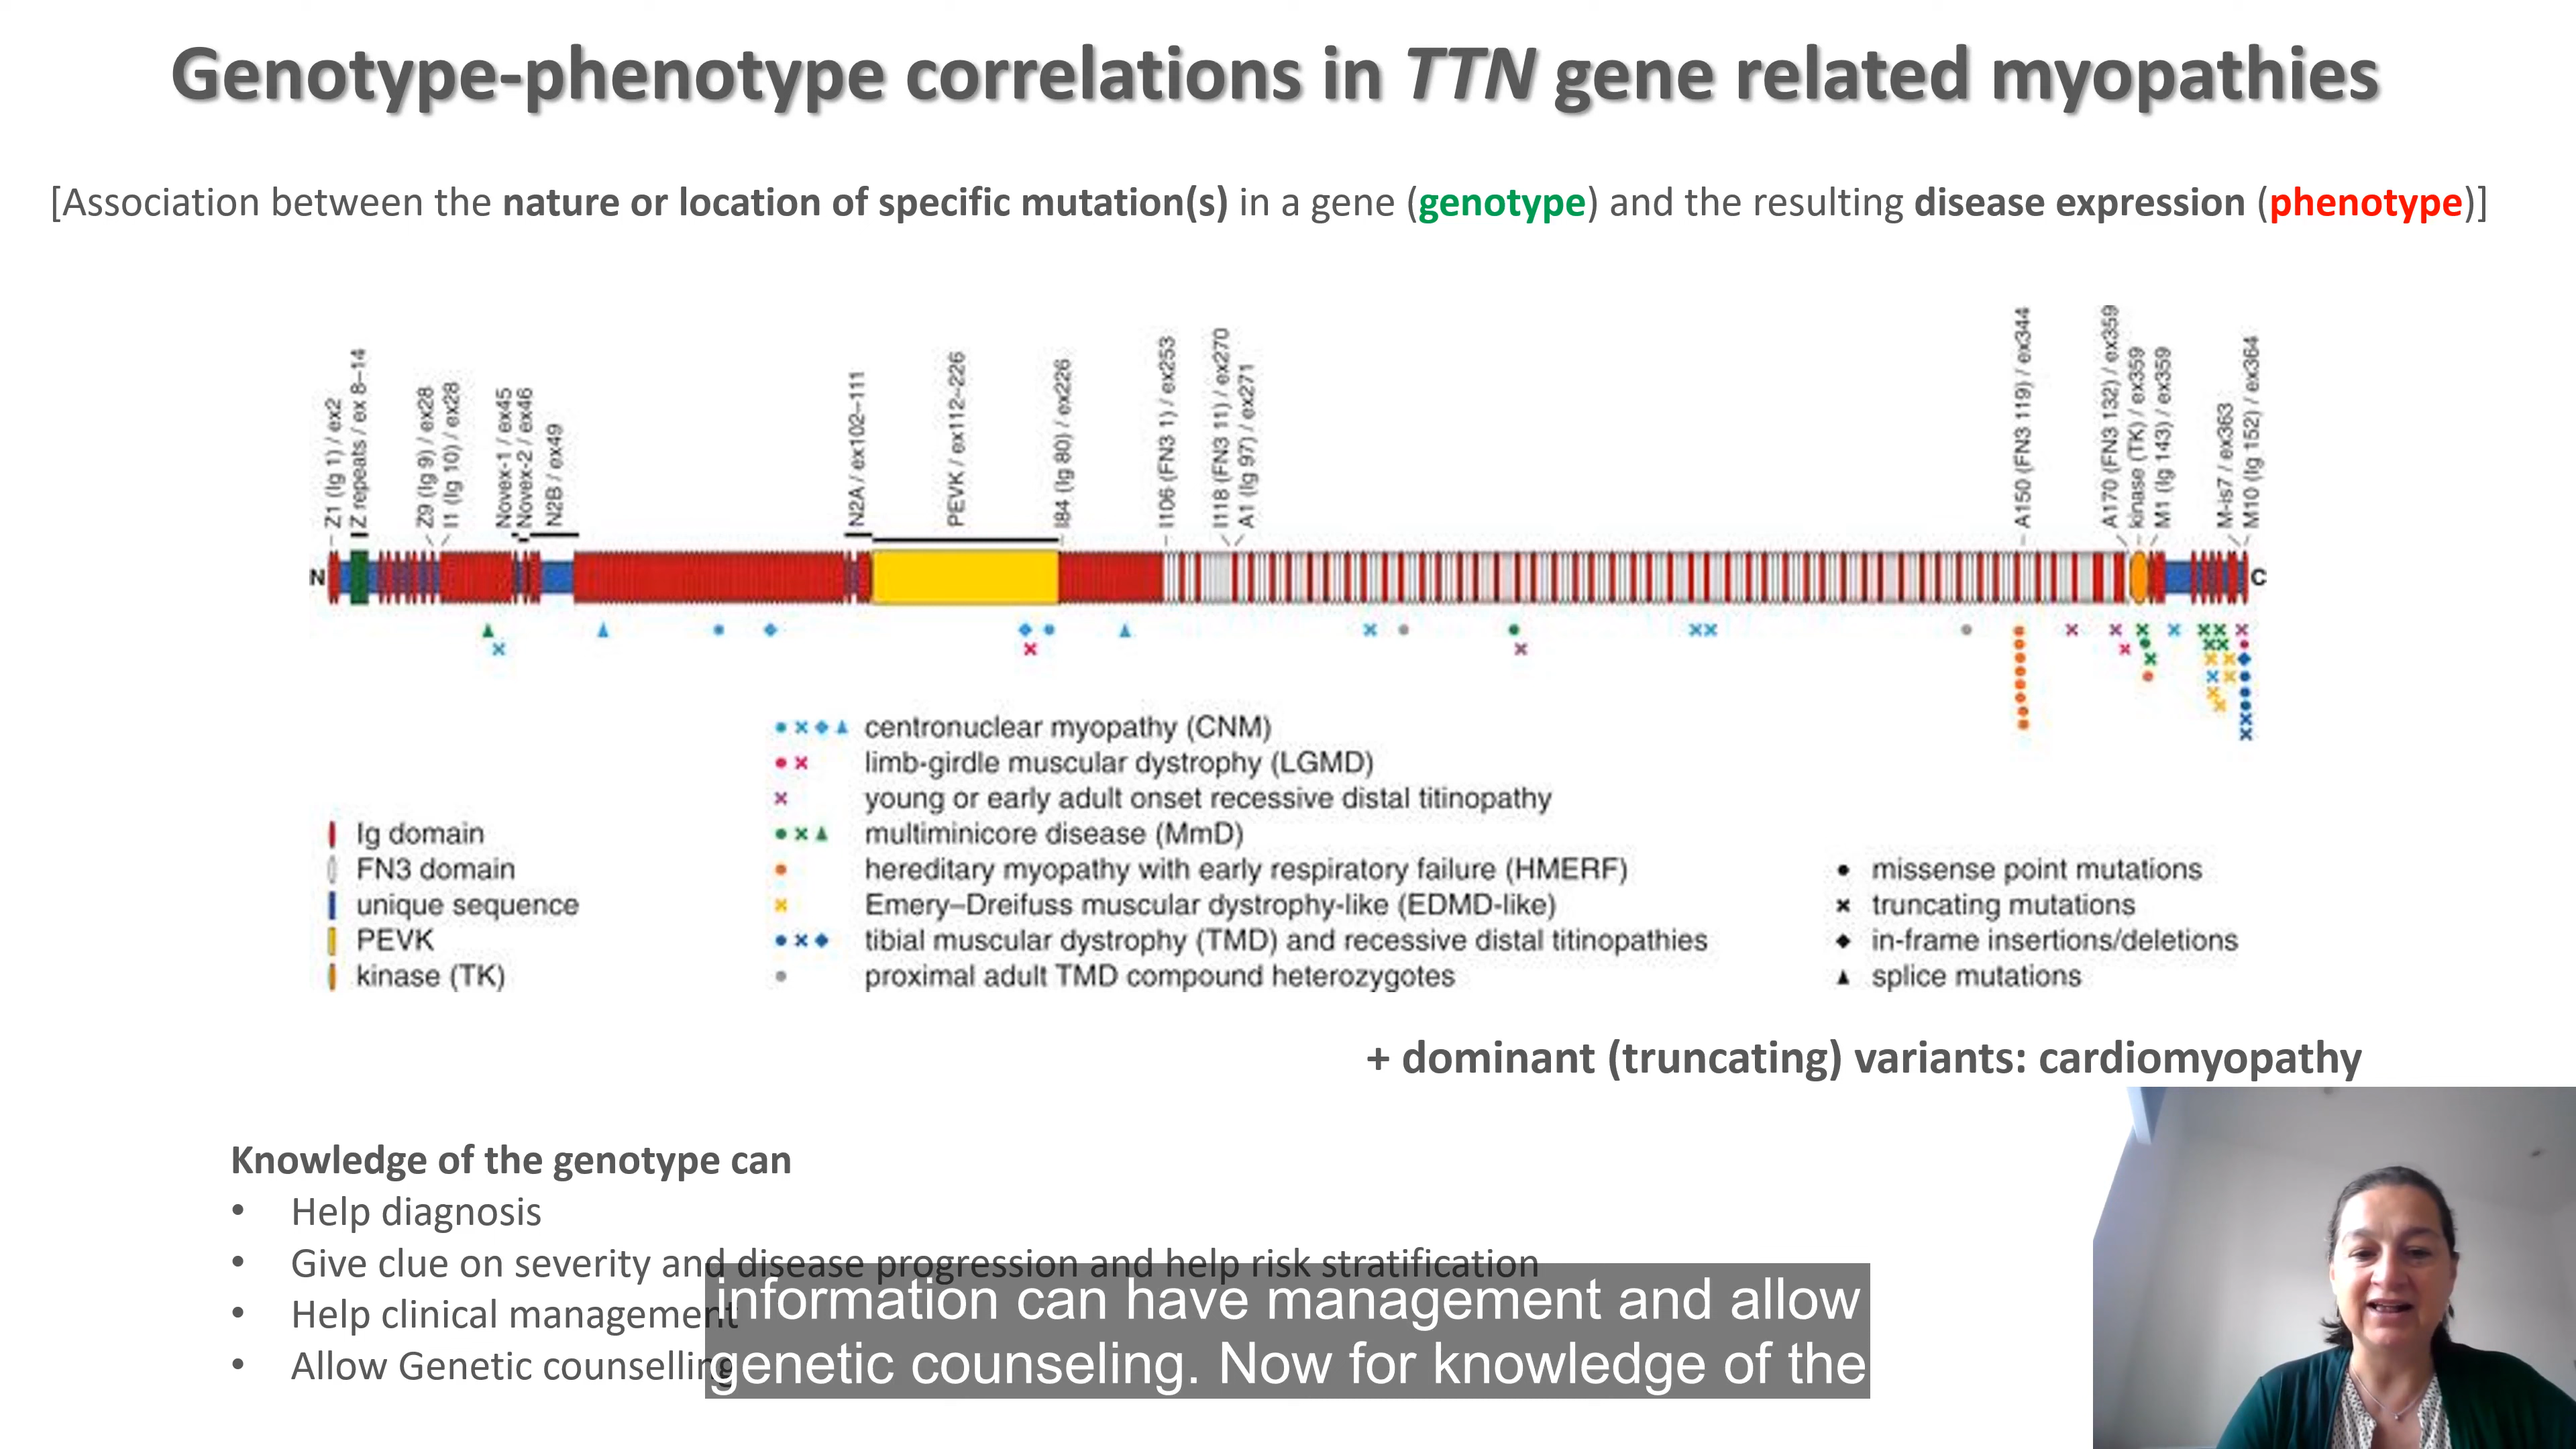 Genotype-phenotype correlations in TTN gene related myopathies
[Association between the nature or location of specific mutation(s) in a gene (genotype) and the resulting disease expression (phenotype)]
Z1 (Ig 1) / ex2
Z repeats / ex 8–14
Z9 (Ig 9) / ex28
I1 (Ig 10) / ex28
Novex-1 / ex45
Novex-2 / ex46
N2B / ex49
N2A / ex102–111
PEVK / ex112–226
I84 (Ig 80) / ex226
I106 (FN3 1) / ex253
I118 (FN3 11) / ex270
A1 (Ig 97) / ex271
A150 (FN3 119) / ex344
A170 (FN3 132) / ex359
kinase (TK) / ex359
M1 (Ig 143) / ex359
M-is7 / ex363
M10 (Ig 152) / ex364
N
C
centronuclear myopathy (CNM)
limb-girdle muscular dystrophy (LGMD)
young or early adult onset recessive distal titinopathy
multiminicore disease (MmD)
hereditary myopathy with early respiratory failure (HMERF)
Emery–Dreifuss muscular dystrophy-like (EDMD-like)
tibial muscular dystrophy (TMD) and recessive distal titinopathies
proximal adult TMD compound heterozygotes
Ig domain
FN3 domain
unique sequence
PEVK
kinase (TK)
missense point mutations
truncating mutations
in-frame insertions/deletions
splice mutations
+ dominant (truncating) variants: cardiomyopathy
Knowledge of the genotype can
• Help diagnosis
• Give clue on severity and disease progression and help risk stratification
• Help clinical management
• Allow Genetic counselling
information can have management and allow
genetic counseling. Now for knowledge of the